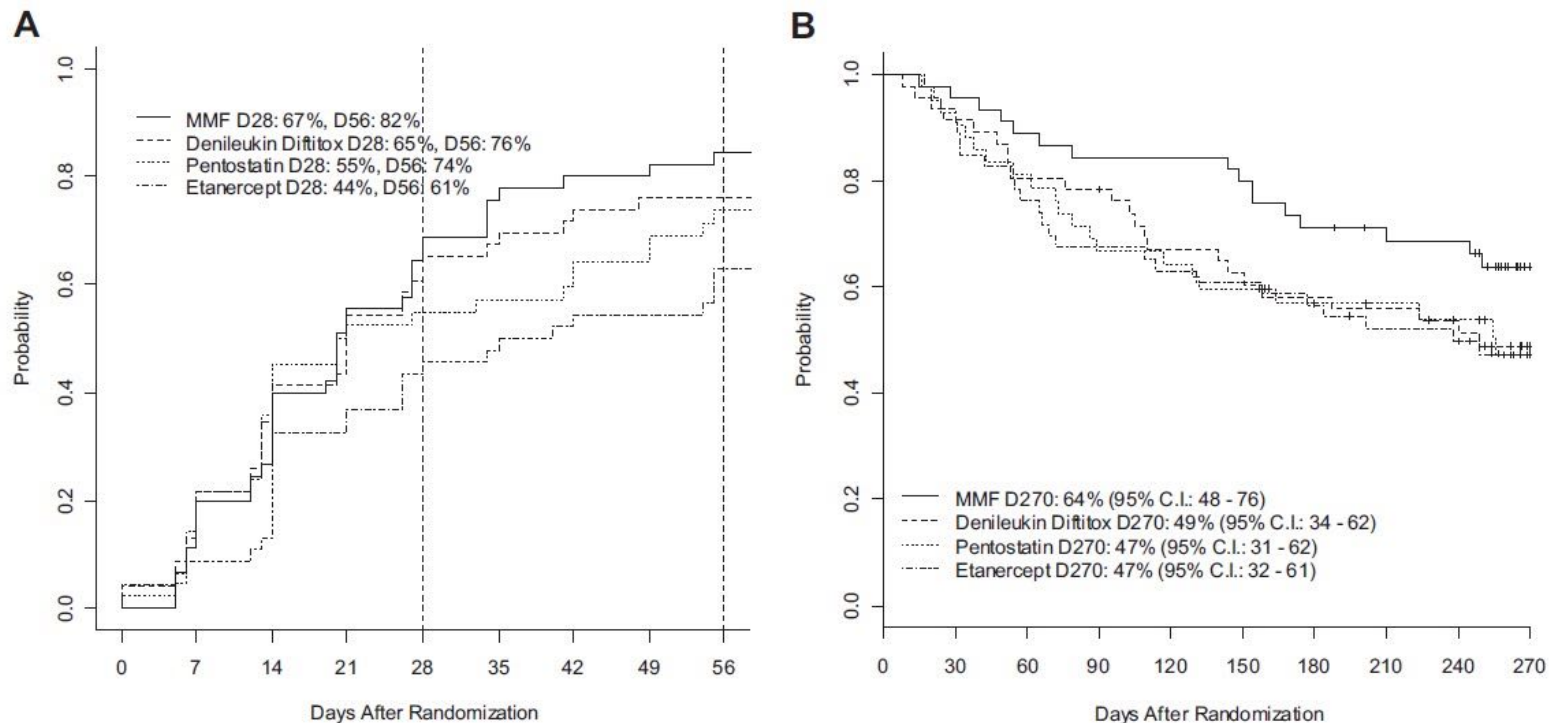 A
1.0
0.8
0.6
0.4
0.2
0.0
Probability
MMF D28: 67%, D56: 82%
Denileukin Diftitox D28: 65%, D56: 76%
Pentostatin D28: 55%, D56: 74%
Etanercept D28: 44%, D56: 61%
0 7 14 21 28 35 42 49 56
Days After Randomization
B
1.0
0.8
0.6
0.4
0.2
0.0
Probability
MMF D270: 64% (95% C.I.: 48 - 76)
Denileukin Diftitox D270: 49% (95% C.I.: 34 - 62)
Pentostatin D270: 47% (95% C.I.: 31 - 62)
Etanercept D270: 47% (95% C.I.: 32 - 61)
0 30 60 90 120 150 180 210 240 270
Days After Randomization